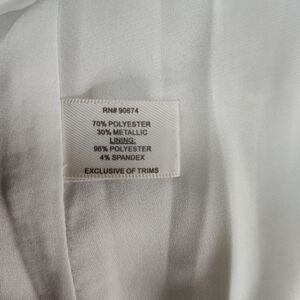 RN# 90674
70% POLYESTER
30% METALLIC
LINING:
96% POLYESTER
4% SPANDEX
EXCLUSIVE OF TRIMS